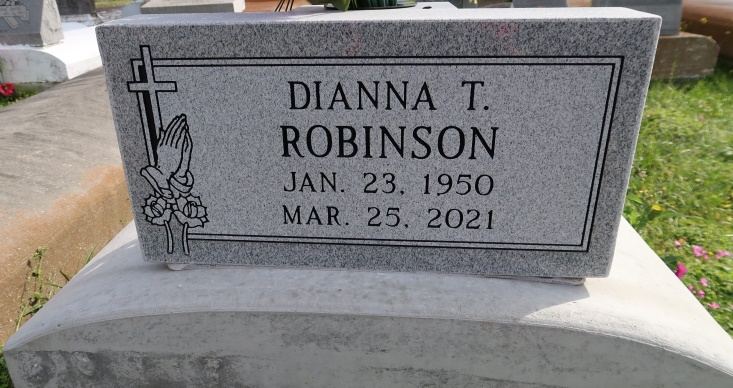 DIANNA T.
ROBINSON
JAN. 23, 1950
MAR. 25, 2021